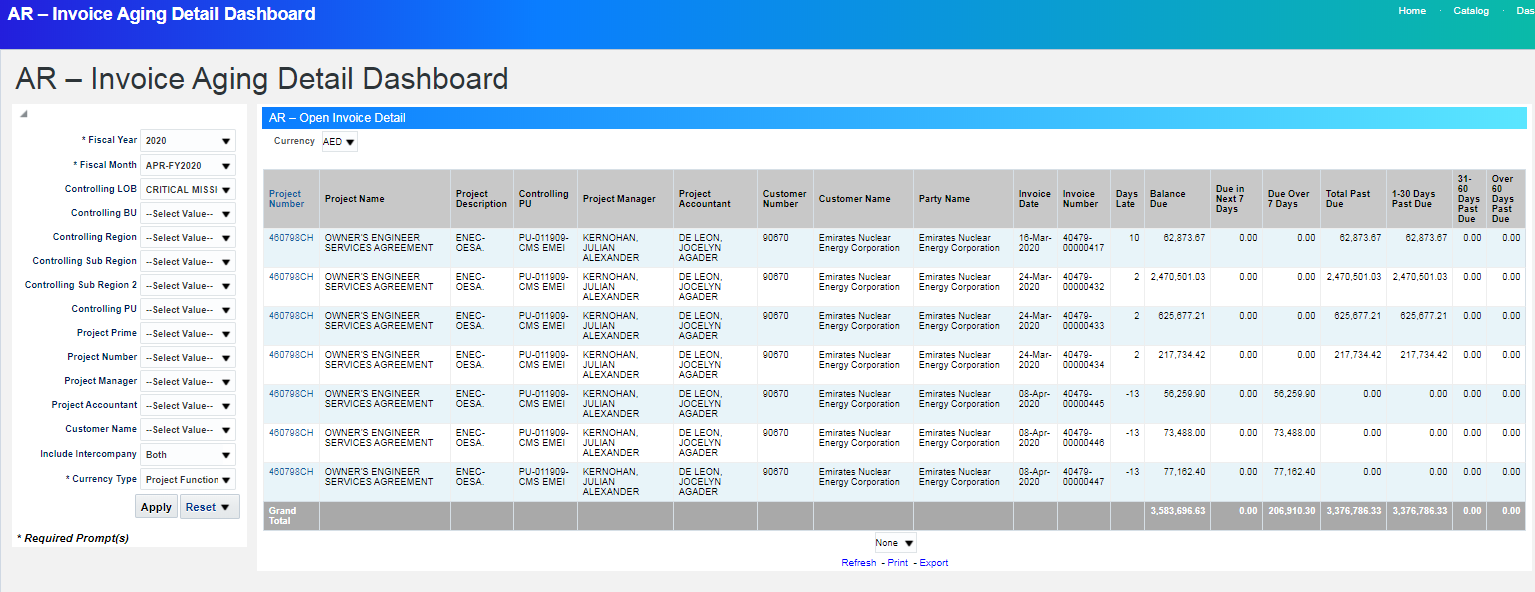 AR – Invoice Aging Detail Dashboard
Home · Catalog · Das
AR – Invoice Aging Detail Dashboard
* Fiscal Year 2020
* Fiscal Month APR-FY2020
Controlling LOB CRITICAL MISSI
Controlling BU --Select Value--
Controlling Region --Select Value--
Controlling Sub Region --Select Value--
Controlling Sub Region 2 --Select Value--
Controlling PU --Select Value--
Project Prime --Select Value--
Project Number --Select Value--
Project Manager --Select Value--
Project Accountant --Select Value--
Customer Name --Select Value--
Include Intercompany Both
* Currency Type Project Function
Apply Reset
* Required Prompt(s)
AR – Open Invoice Detail
Currency AED
Project Number Project Name Project Description Controlling PU Project Manager Project Accountant Customer Number Customer Name Party Name Invoice Date Invoice Number Days Late Balance Due Due in Next 7 Days Due Over 7 Days Total Past Due 1-30 Days Past Due 31-60 Days Past Due Over 60 Days Past Due
460798CH OWNER'S ENGINEER SERVICES AGREEMENT ENEC-OESA. PU-011909-CMS EMEI KERNOHAN, JULIAN ALEXANDER DE LEON, JOCELYN AGADER 90670 Emirates Nuclear Energy Corporation Emirates Nuclear Energy Corporation 16-Mar-2020 40479-00000417 10 62,873.67 0.00 0.00 62,873.67 62,873.67 0.00 0.00
460798CH OWNER'S ENGINEER SERVICES AGREEMENT ENEC-OESA. PU-011909-CMS EMEI KERNOHAN, JULIAN ALEXANDER DE LEON, JOCELYN AGADER 90670 Emirates Nuclear Energy Corporation Emirates Nuclear Energy Corporation 24-Mar-2020 40479-00000432 2 2,470,501.03 0.00 0.00 2,470,501.03 2,470,501.03 0.00 0.00
460798CH OWNER'S ENGINEER SERVICES AGREEMENT ENEC-OESA. PU-011909-CMS EMEI KERNOHAN, JULIAN ALEXANDER DE LEON, JOCELYN AGADER 90670 Emirates Nuclear Energy Corporation Emirates Nuclear Energy Corporation 24-Mar-2020 40479-00000433 2 625,677.21 0.00 0.00 625,677.21 625,677.21 0.00 0.00
460798CH OWNER'S ENGINEER SERVICES AGREEMENT ENEC-OESA. PU-011909-CMS EMEI KERNOHAN, JULIAN ALEXANDER DE LEON, JOCELYN AGADER 90670 Emirates Nuclear Energy Corporation Emirates Nuclear Energy Corporation 24-Mar-2020 40479-00000434 2 217,734.42 0.00 0.00 217,734.42 217,734.42 0.00 0.00
460798CH OWNER'S ENGINEER SERVICES AGREEMENT ENEC-OESA. PU-011909-CMS EMEI KERNOHAN, JULIAN ALEXANDER DE LEON, JOCELYN AGADER 90670 Emirates Nuclear Energy Corporation Emirates Nuclear Energy Corporation 08-Apr-2020 40479-00000445 -13 56,259.90 0.00 56,259.90 0.00 0.00 0.00 0.00
460798CH OWNER'S ENGINEER SERVICES AGREEMENT ENEC-OESA. PU-011909-CMS EMEI KERNOHAN, JULIAN ALEXANDER DE LEON, JOCELYN AGADER 90670 Emirates Nuclear Energy Corporation Emirates Nuclear Energy Corporation 08-Apr-2020 40479-00000446 -13 73,488.00 0.00 73,488.00 0.00 0.00 0.00 0.00
460798CH OWNER'S ENGINEER SERVICES AGREEMENT ENEC-OESA. PU-011909-CMS EMEI KERNOHAN, JULIAN ALEXANDER DE LEON, JOCELYN AGADER 90670 Emirates Nuclear Energy Corporation Emirates Nuclear Energy Corporation 08-Apr-2020 40479-00000447 -13 77,162.40 0.00 77,162.40 0.00 0.00 0.00 0.00
Grand Total 3,583,696.63 0.00 206,910.30 3,376,786.33 3,376,786.33 0.00 0.00
None
Refresh - Print - Export